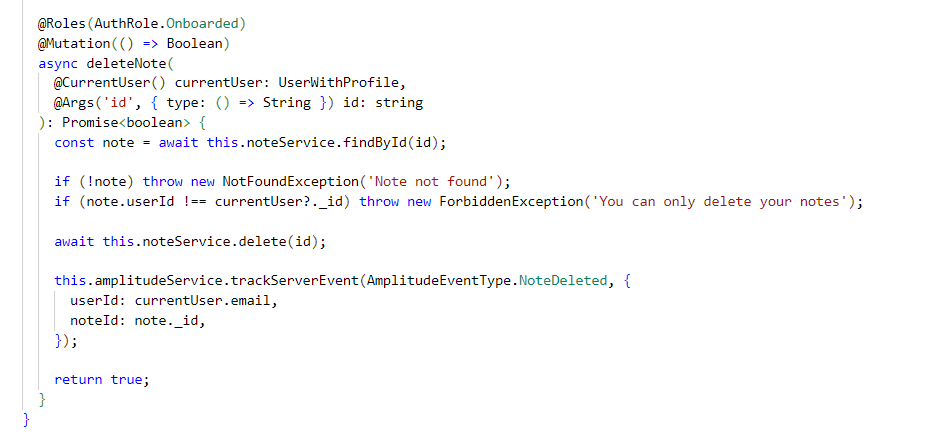 @Roles(AuthRole.Onboarded)
@Mutation(() => Boolean)
async deleteNote(
@CurrentUser() currentUser: UserWithProfile,
@Args('id', { type: () => String }) id: string
): Promise<boolean> {
const note = await this.noteService.findById(id);
if (!note) throw new NotFoundException('Note not found');
if (note.userId !== currentUser?._id) throw new ForbiddenException('You can only delete your notes');
await this.noteService.delete(id);
this.amplitudeService.trackServerEvent(AmplitudeEventType.NoteDeleted, {
userId: currentUser.email,
noteId: note._id,
});
return true;
}
}